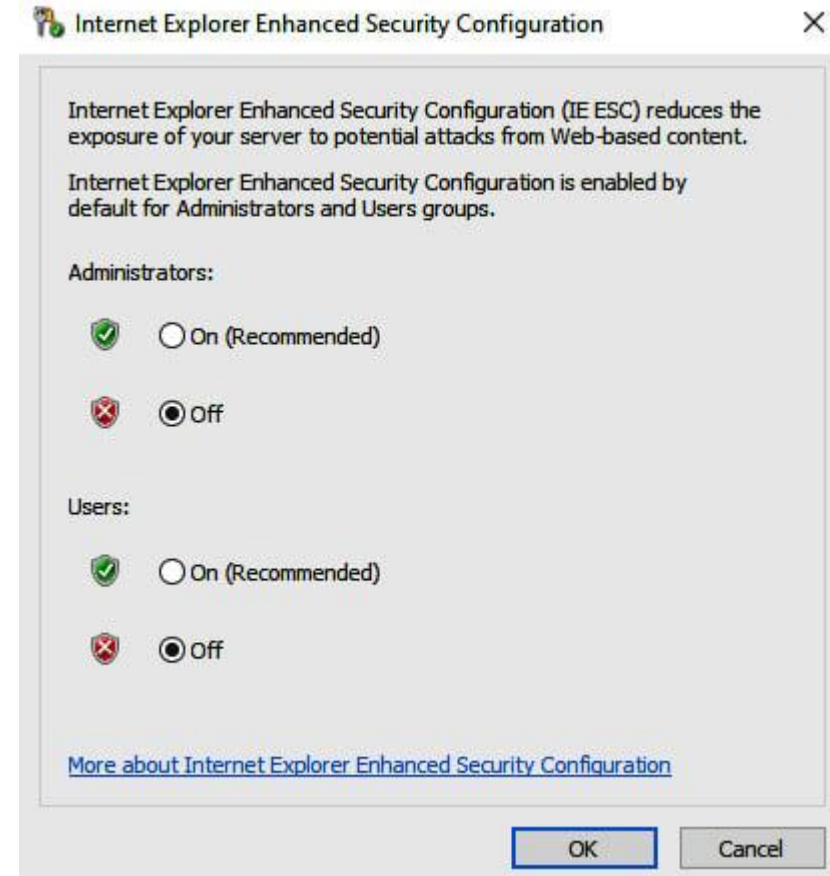 Internet Explorer Enhanced Security Configuration
Internet Explorer Enhanced Security Configuration (IE ESC) reduces the
exposure of your server to potential attacks from Web-based content.
Internet Explorer Enhanced Security Configuration is enabled by
default for Administrators and Users groups.
Administrators:
On (Recommended)
Off
Users:
On (Recommended)
Off
More about Internet Explorer Enhanced Security Configuration
OK Cancel